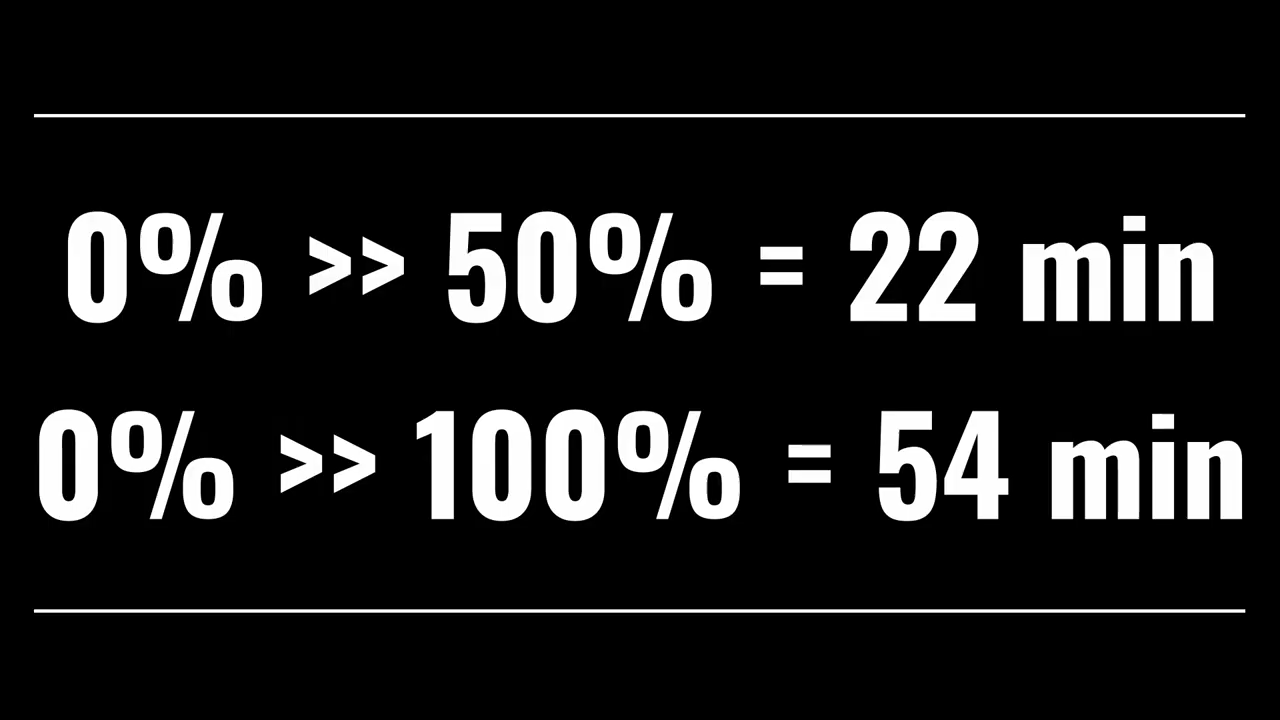 0% >> 50% = 22 min
0% >> 100% = 54 min